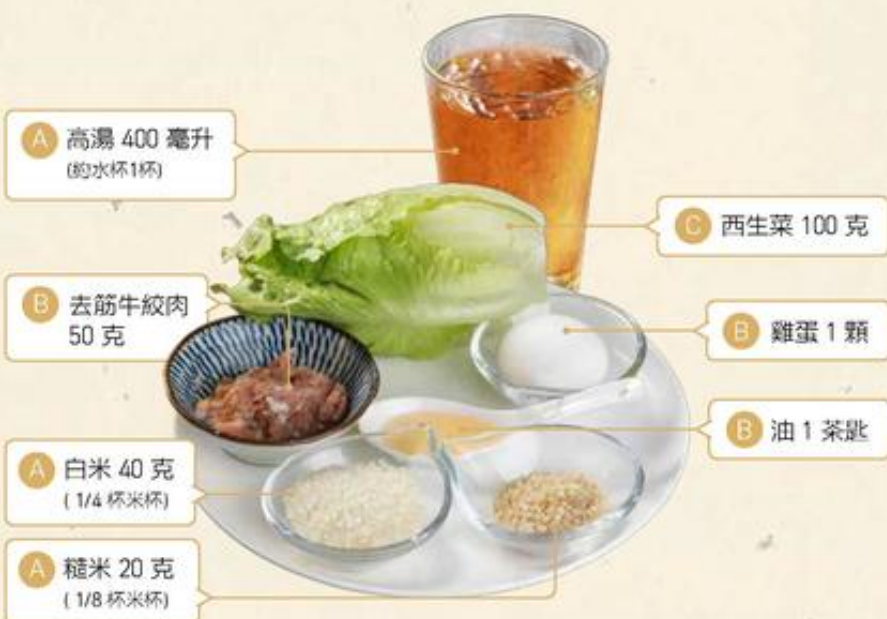 A 高湯 400 毫升
(約水杯1杯)
C 西生菜 100 克
B 去筋牛絞肉
50 克
B 雞蛋 1 顆
B 油 1 茶匙
A 白米 40 克
( 1/4 杯米杯)
A 糙米 20 克
( 1/8 杯米杯)